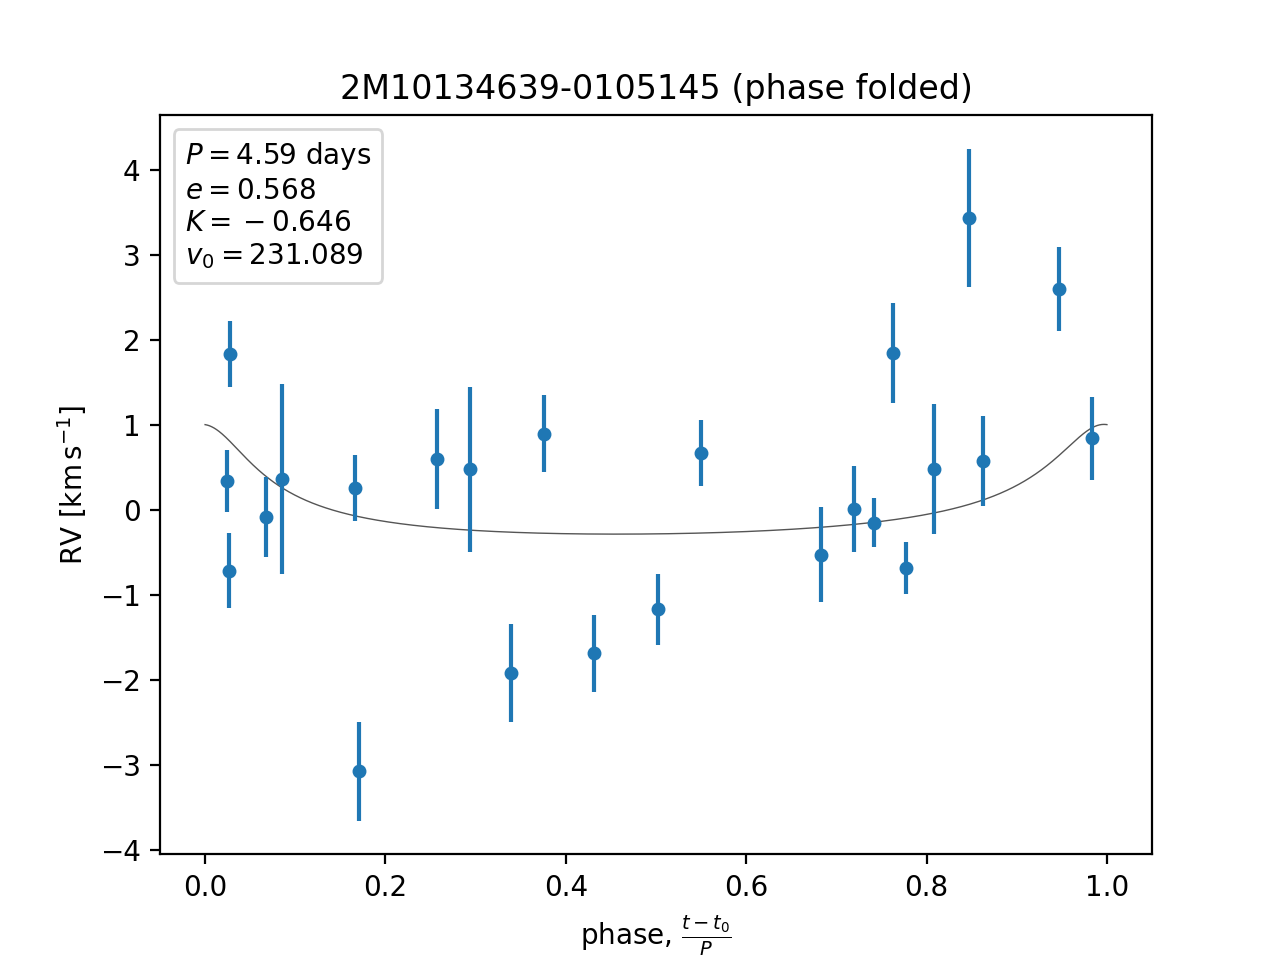 2M10134639-0105145 (phase folded)
P = 4.59 days
e = 0.568
K = −0.646
v₀ = 231.089
4
3
2
1
0
−1
−2
−3
−4
RV [km s⁻¹]
0.0 0.2 0.4 0.6 0.8 1.0
phase, (t − t₀)/P